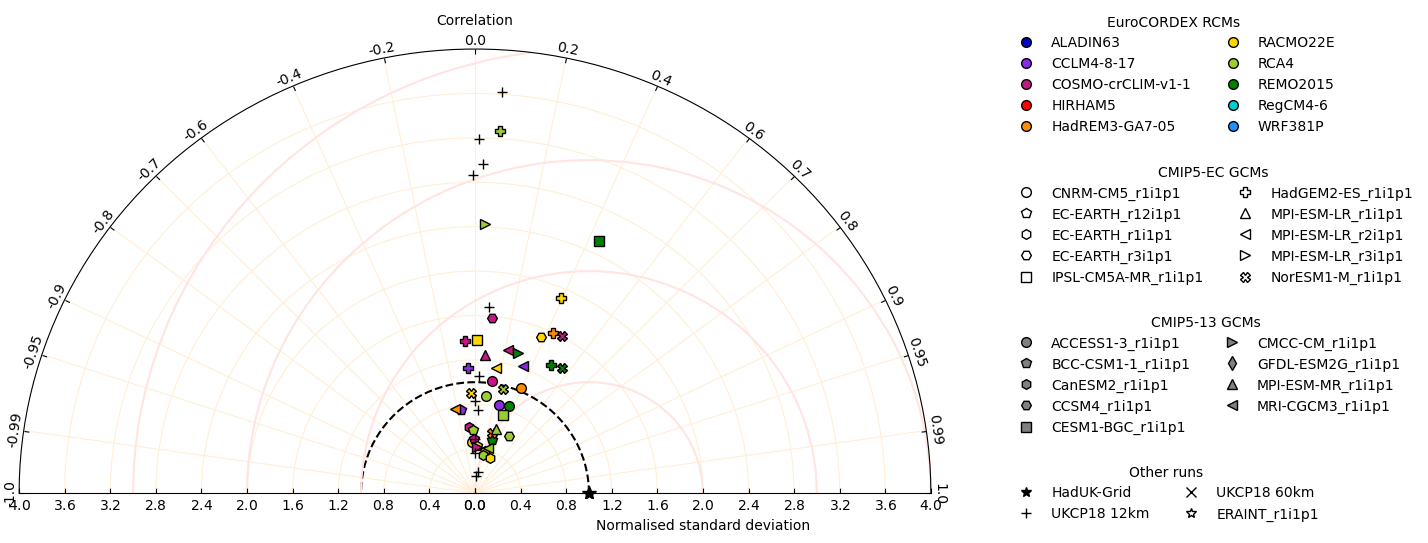 Correlation
0.0
-0.2
0.2
-0.4
0.4
-0.6
0.6
-0.7
0.7
-0.8
0.8
-0.9
0.9
-0.95
0.95
-0.99
0.99
-1.0
1.0
4.0 3.6 3.2 2.8 2.4 2.0 1.6 1.2 0.8 0.4 0.0 0.4 0.8 1.2 1.6 2.0 2.4 2.8 3.2 3.6 4.0
Normalised standard deviation
EuroCORDEX RCMs
ALADIN63 RACMO22E
CCLM4-8-17 RCA4
COSMO-crCLIM-v1-1 REMO2015
HIRHAM5 RegCM4-6
HadREM3-GA7-05 WRF381P
CMIP5-EC GCMs
CNRM-CM5_r1i1p1 HadGEM2-ES_r1i1p1
EC-EARTH_r12i1p1 MPI-ESM-LR_r1i1p1
EC-EARTH_r1i1p1 MPI-ESM-LR_r2i1p1
EC-EARTH_r3i1p1 MPI-ESM-LR_r3i1p1
IPSL-CM5A-MR_r1i1p1 NorESM1-M_r1i1p1
CMIP5-13 GCMs
ACCESS1-3_r1i1p1 CMCC-CM_r1i1p1
BCC-CSM1-1_r1i1p1 GFDL-ESM2G_r1i1p1
CanESM2_r1i1p1 MPI-ESM-MR_r1i1p1
CCSM4_r1i1p1 MRI-CGCM3_r1i1p1
CESM1-BGC_r1i1p1
Other runs
HadUK-Grid UKCP18 60km
UKCP18 12km ERAINT_r1i1p1